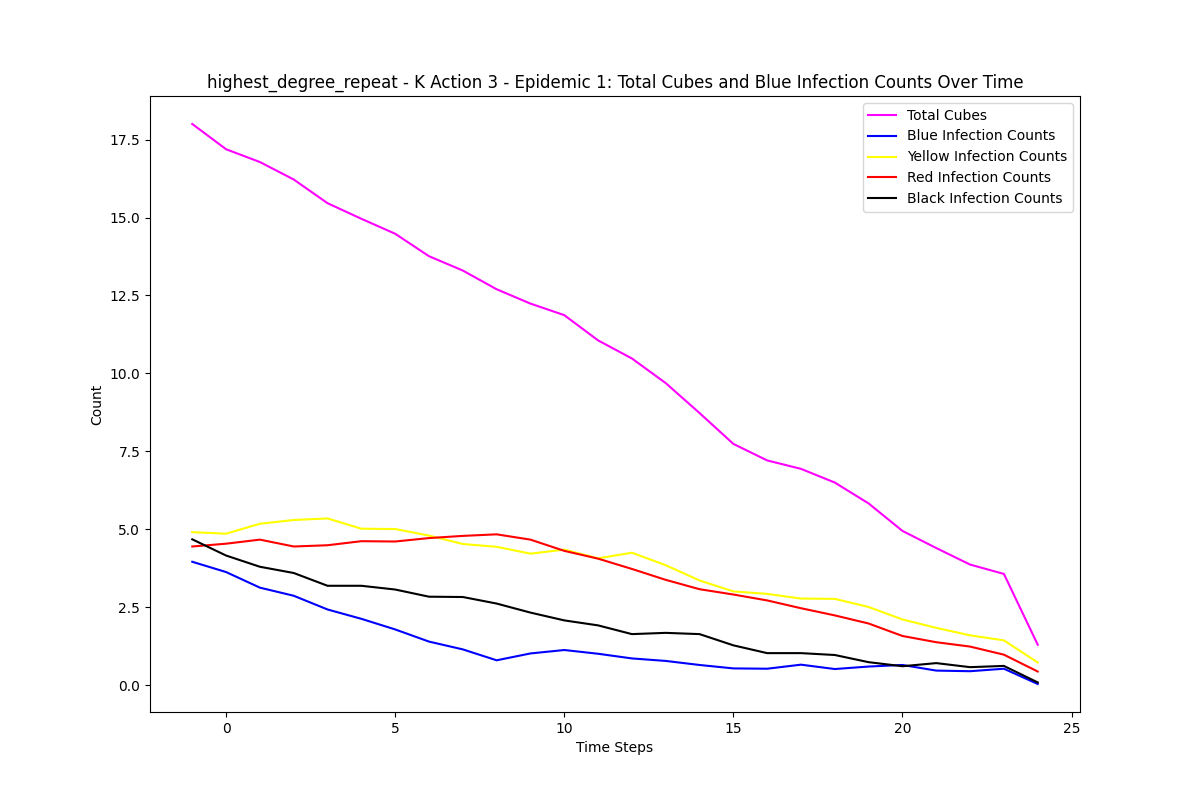 highest_degree_repeat - K Action 3 - Epidemic 1: Total Cubes and Blue Infection Counts Over Time
Total Cubes
Blue Infection Counts
Yellow Infection Counts
Red Infection Counts
Black Infection Counts
17.5
15.0
12.5
10.0
7.5
5.0
2.5
0.0
Count
0 5 10 15 20 25
Time Steps